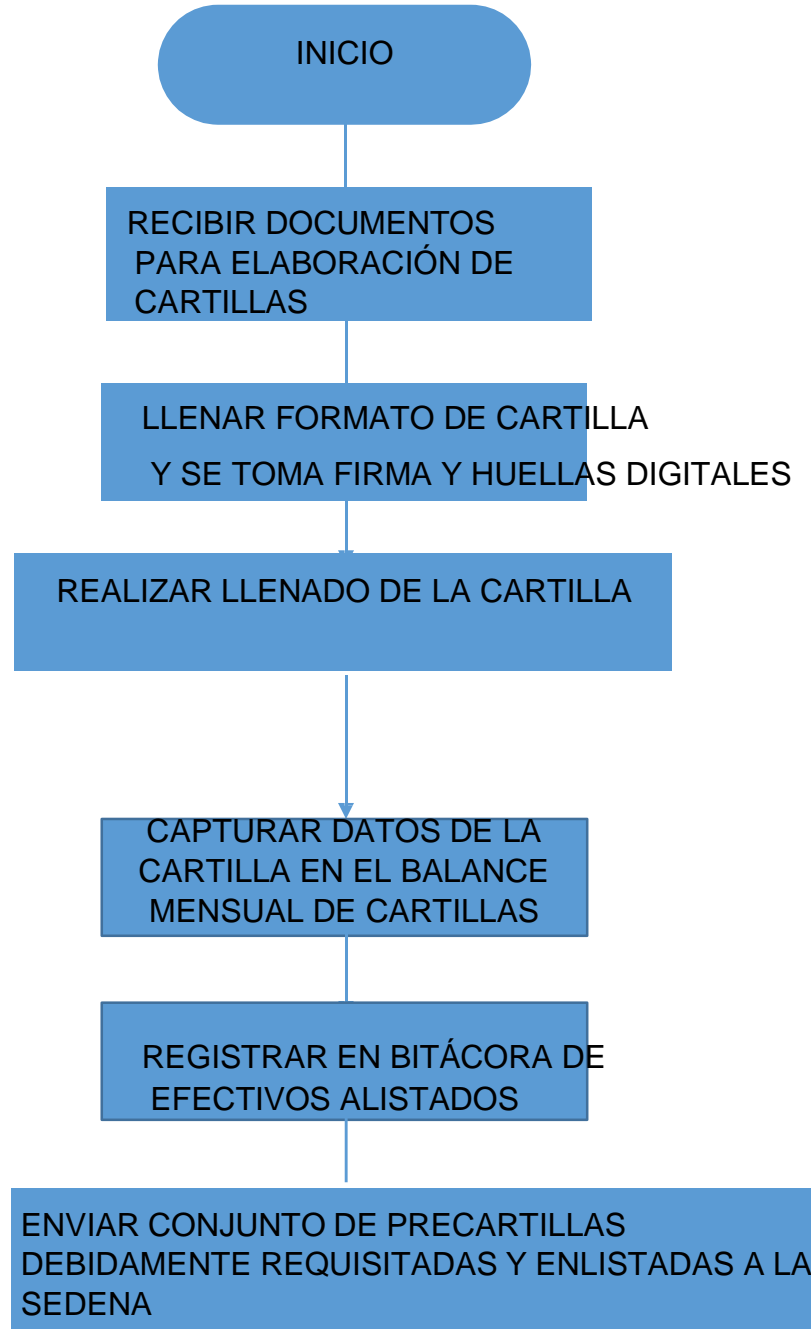 INICIO
RECIBIR DOCUMENTOS
PARA ELABORACIÓN DE
CARTILLAS
LLENAR FORMATO DE CARTILLA
Y SE TOMA FIRMA Y HUELLAS DIGITALES
REALIZAR LLENADO DE LA CARTILLA
CAPTURAR DATOS DE LA
CARTILLA EN EL BALANCE
MENSUAL DE CARTILLAS
REGISTRAR EN BITÁCORA DE
EFECTIVOS ALISTADOS
ENVIAR CONJUNTO DE PRECARTILLAS
DEBIDAMENTE REQUISITADAS Y ENLISTADAS A LA
SEDENA